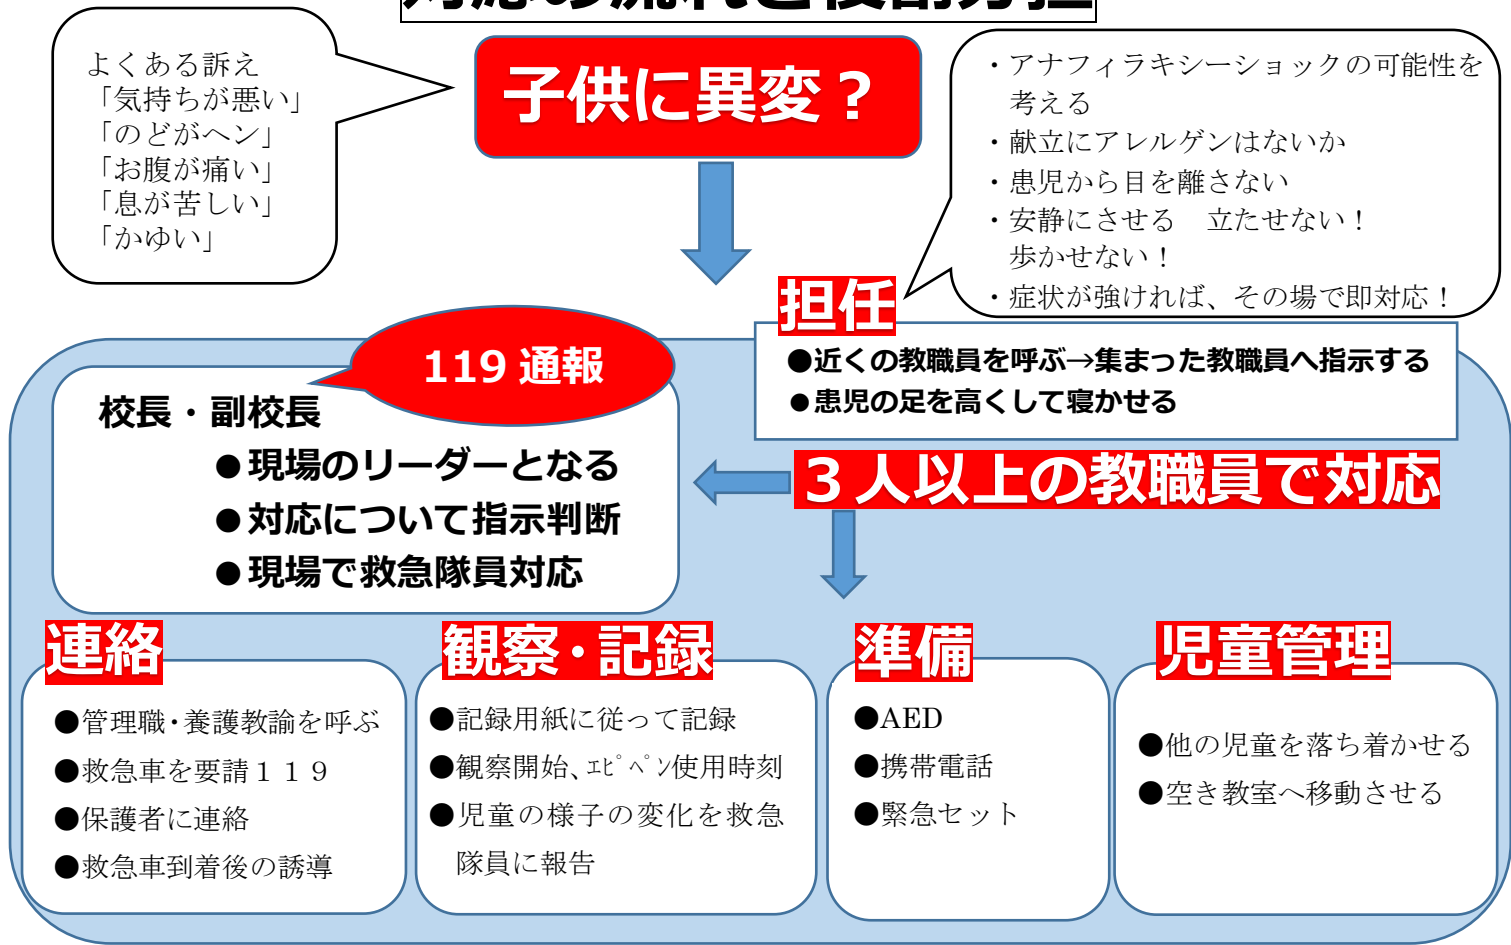 対応の流れと役割分担
よくある訴え
「気持ちが悪い」
「のどがヘン」
「お腹が痛い」
「息が苦しい」
「かゆい」
子供に異変？
・アナフィラキシーショックの可能性を
考える
・献立にアレルゲンはないか
・患児から目を離さない
・安静にさせる　立たせない！
歩かせない！
・症状が強ければ、その場で即対応！
担任
●近くの教職員を呼ぶ→集まった教職員へ指示する
●患児の足を高くして寝かせる
119 通報
校長・副校長
●現場のリーダーとなる
●対応について指示判断
●現場で救急隊員対応
３人以上の教職員で対応
連絡
●管理職・養護教諭を呼ぶ
●救急車を要請１１９
●保護者に連絡
●救急車到着後の誘導
観察・記録
●記録用紙に従って記録
●観察開始、ｴﾋﾟﾍﾟﾝ使用時刻
●児童の様子の変化を救急
隊員に報告
準備
●AED
●携帯電話
●緊急セット
児童管理
●他の児童を落ち着かせる
●空き教室へ移動させる